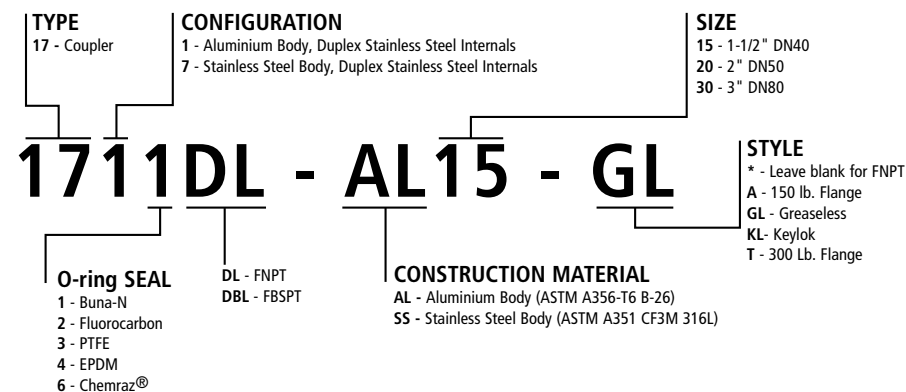 TYPE
17 - Coupler
CONFIGURATION
1 - Aluminium Body, Duplex Stainless Steel Internals
7 - Stainless Steel Body, Duplex Stainless Steel Internals
SIZE
15 - 1-1/2" DN40
20 - 2" DN50
30 - 3" DN80
1711DL - AL15 - GL
STYLE
* - Leave blank for FNPT
A - 150 lb. Flange
GL - Greaseless
KL- Keylok
T - 300 Lb. Flange
O-ring SEAL
1 - Buna-N
2 - Fluorocarbon
3 - PTFE
4 - EPDM
6 - Chemraz®
DL - FNPT
DBL - FBSPT
CONSTRUCTION MATERIAL
AL - Aluminium Body (ASTM A356-T6 B-26)
SS - Stainless Steel Body (ASTM A351 CF3M 316L)